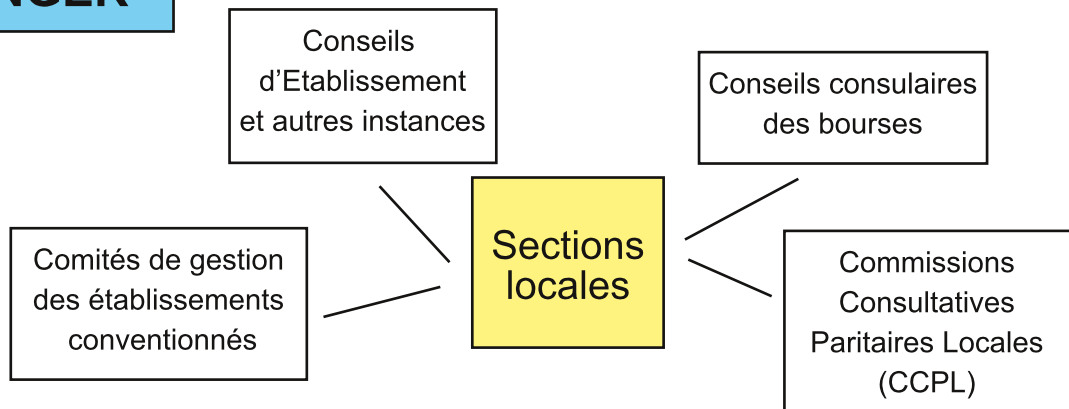 Conseils
d'Etablissement
et autres instances
Conseils consulaires
des bourses
Sections
locales
Comités de gestion
des établissements
conventionnés
Commissions
Consultatives
Paritaires Locales
(CCPL)